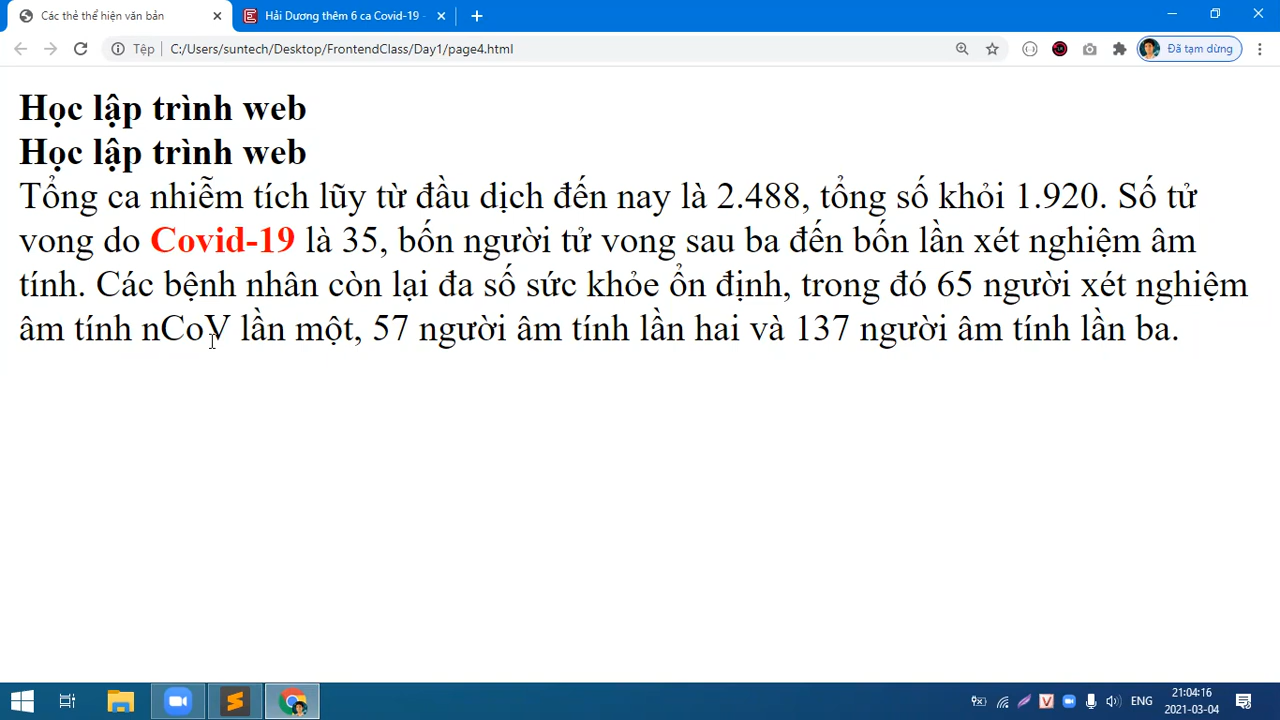 Các thẻ thể hiện văn bản
Hải Dương thêm 6 ca Covid-19 -
Tệp
C:/Users/suntech/Desktop/FrontendClass/Day1/page4.html
Đã tạm dừng
Học lập trình web
Học lập trình web
Tổng ca nhiễm tích lũy từ đầu dịch đến nay là 2.488, tổng số khỏi 1.920. Số tử
vong do Covid-19 là 35, bốn người tử vong sau ba đến bốn lần xét nghiệm âm
tính. Các bệnh nhân còn lại đa số sức khỏe ổn định, trong đó 65 người xét nghiệm
âm tính nCoV lần một, 57 người âm tính lần hai và 137 người âm tính lần ba.
ENG
21:04:16
2021-03-04